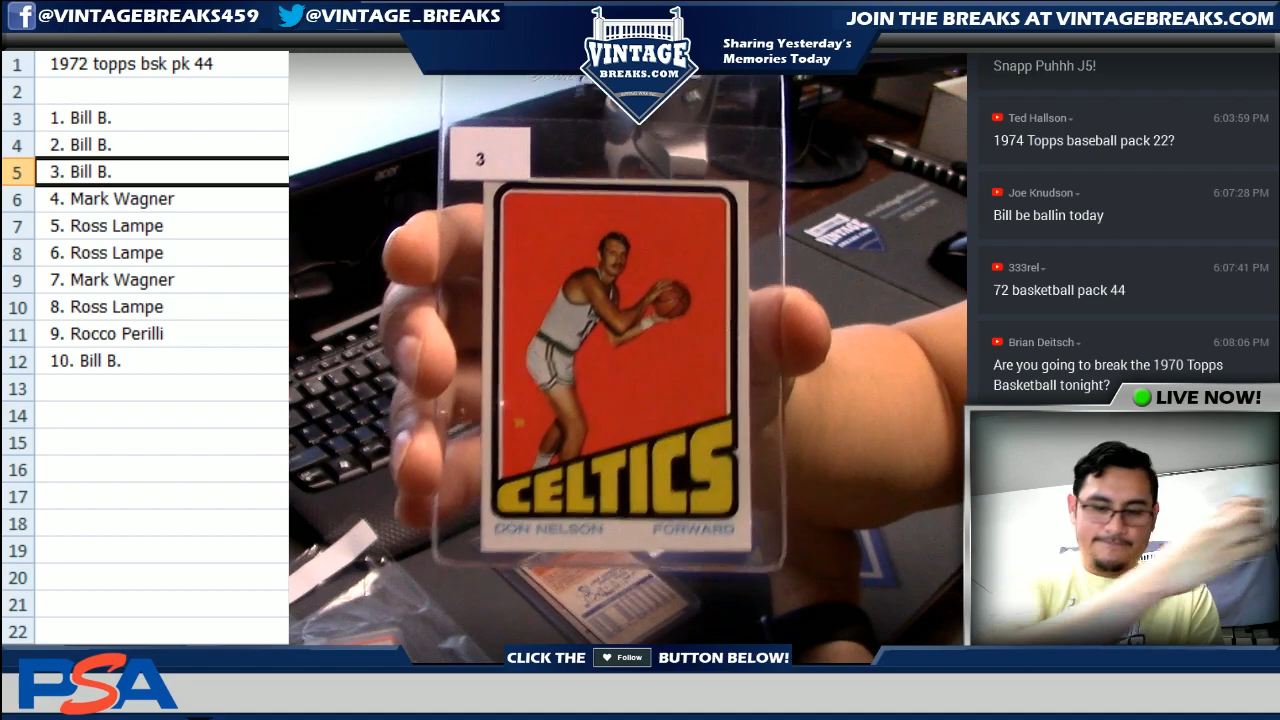 @VINTAGEBREAKS459
@VINTAGE_BREAKS
VINTAGE
BREAKS.COM
Sharing Yesterday's
Memories Today
JOIN THE BREAKS AT VINTAGEBREAKS.COM
1 1972 topps bsk pk 44
2
3 1. Bill B.
4 2. Bill B.
5 3. Bill B.
6 4. Mark Wagner
7 5. Ross Lampe
8 6. Ross Lampe
9 7. Mark Wagner
10 8. Ross Lampe
11 9. Rocco Perilli
12 10. Bill B.
13
14
15
16
17
18
19
20
21
22
acer
3
CELTICS
DON NELSON FORWARD
VINTAGE
Snapp Puhhh J5!
Ted Hallson 6:03:59 PM
1974 Topps baseball pack 22?
Joe Knudson 6:07:28 PM
Bill be ballin today
333rel 6:07:41 PM
72 basketball pack 44
Brian Deitsch 6:08:06 PM
Are you going to break the 1970 Topps
Basketball tonight?
LIVE NOW!
CLICK THE Follow BUTTON BELOW!
PSA